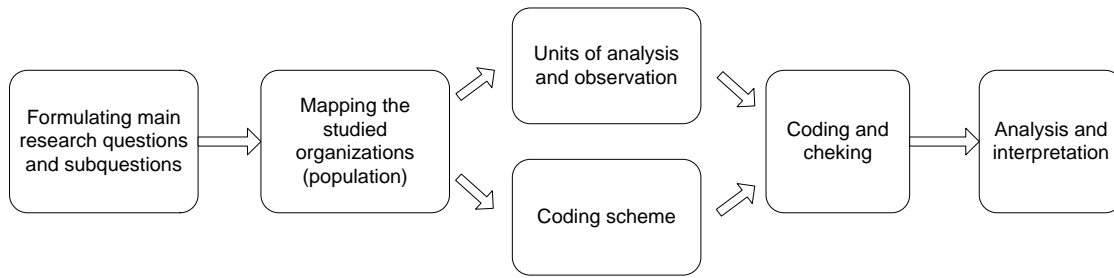 Formulating main
research questions
and subquestions
Mapping the
studied
organizations
(population)
Units of analysis
and observation
Coding scheme
Coding and
cheking
Analysis and
interpretation